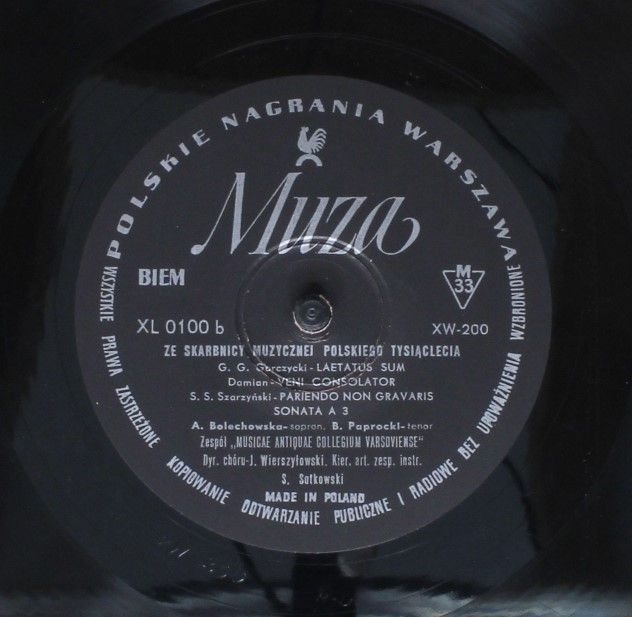 POLSKIE NAGRANIA WARSZAWA
Muza
BIEM
M
33
XL 0100 b
XW-200
ZE SKARBNICY MUZYCZNEJ POLSKIEGO TYSIĄCLECIA
G. G. Gorczycki - LAETATUS SUM
Damian - VENI CONSOLATOR
S. S. Szarzyński - PARIENDO NON GRAVARIS
SONATA A 3
A. Bolechowska - sopran, B. Paprocki - tenor
Zespół „MUSICAE ANTIQUAE COLLEGIUM VARSOVIENSE"
Dyr. chóru - J. Wierszyłowski. Kier. art. zesp. instr.
S. Sutkowski
MADE IN POLAND
WSZYSTKIE PRAWA ZASTRZEŻONE KOPIOWANIE ODTWARZANIE PUBLICZNE I RADIOWE BEZ UPOWAŻNIENIA WZBRONIONE